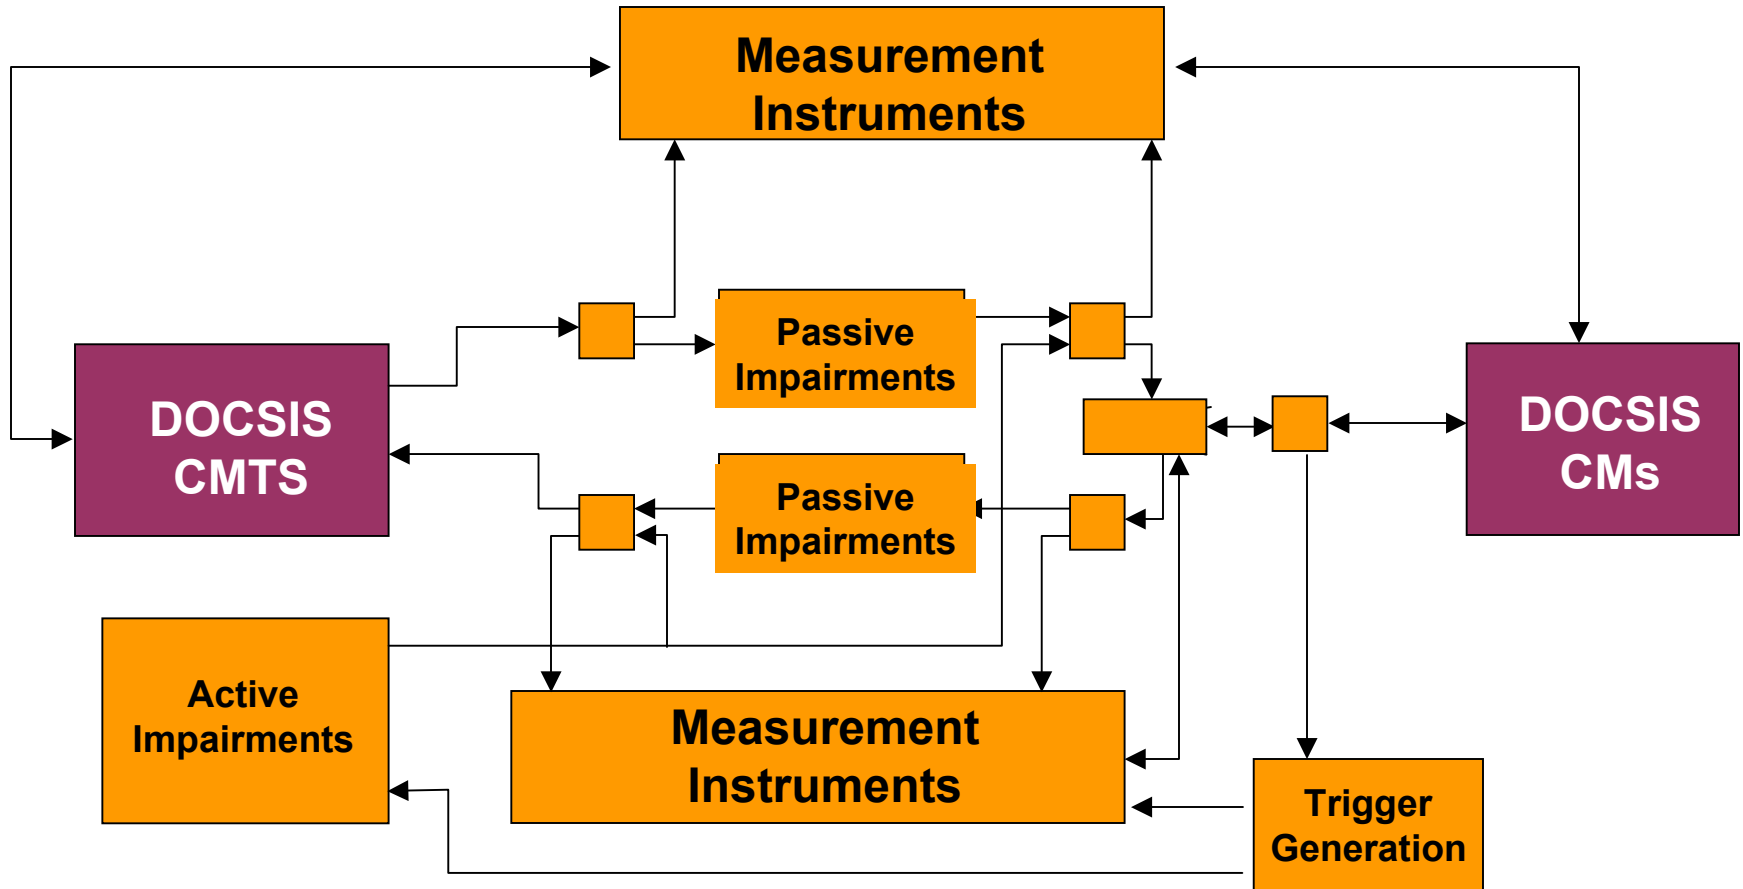 Measurement
Instruments
Passive
Impairments
DOCSIS
CMTS
DOCSIS
CMs
Passive
Impairments
Active
Impairments
Measurement
Instruments
Trigger
Generation